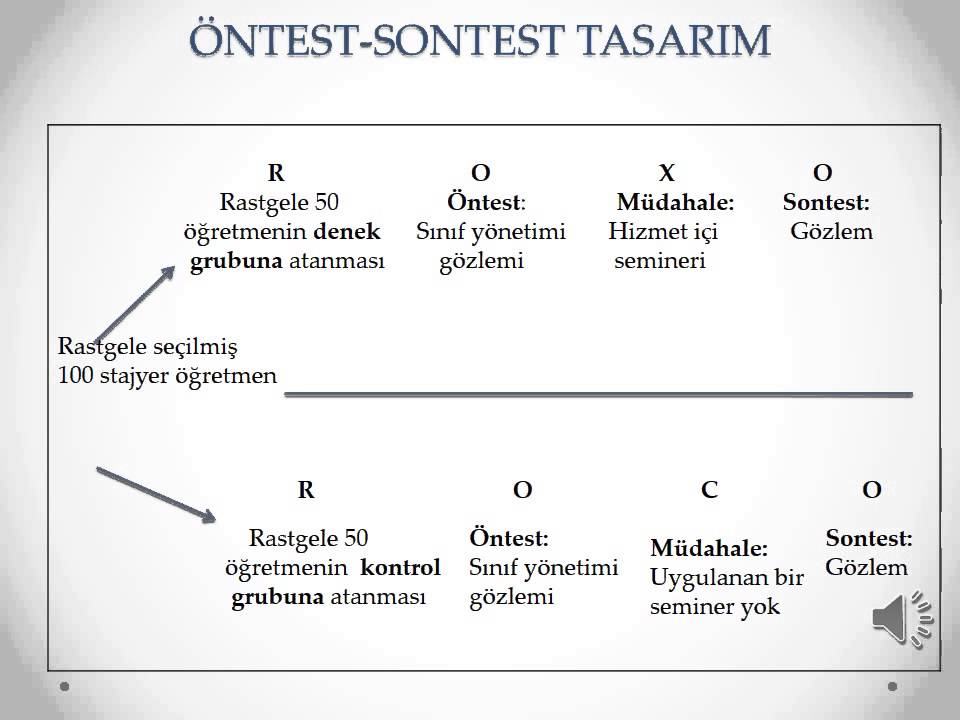 ÖNTEST-SONTEST TASARIM
R
Rastgele 50
öğretmenin denek
grubuna atanması
O
Öntest:
Sınıf yönetimi
gözlemi
X
Müdahale:
Hizmet içi
semineri
O
Sontest:
Gözlem
Rastgele seçilmiş
100 stajyer öğretmen
R
Rastgele 50
öğretmenin kontrol
grubuna atanması
O
Öntest:
Sınıf yönetimi
gözlemi
C
Müdahale:
Uygulanan bir
seminer yok
O
Sontest:
Gözlem